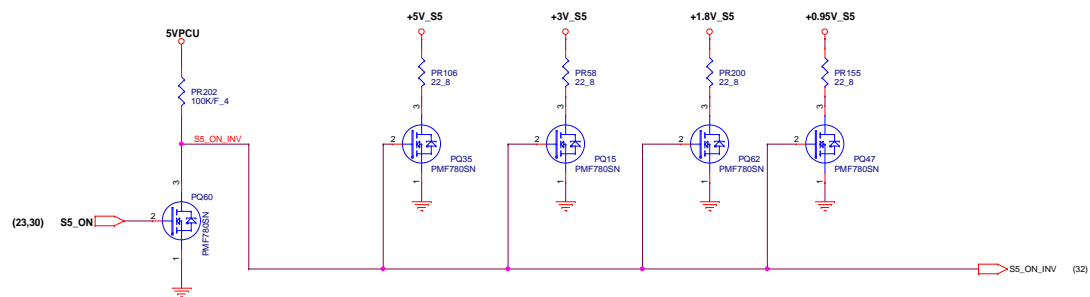 +5V_S5
+3V_S5
+1.8V_S5
+0.95V_S5
5VPCU
PR106
22_8
PR58
22_8
PR200
22_8
PR155
22_8
PR202
100K/F_4
3
3
3
3
S5_ON_INV
2
2
2
2
PQ35
PMF780SN
PQ15
PMF780SN
PQ62
PMF780SN
PQ47
PMF780SN
1
1
1
1
3
PQ60
PMF780SN
(23,30) S5_ON
2
1
S5_ON_INV (32)